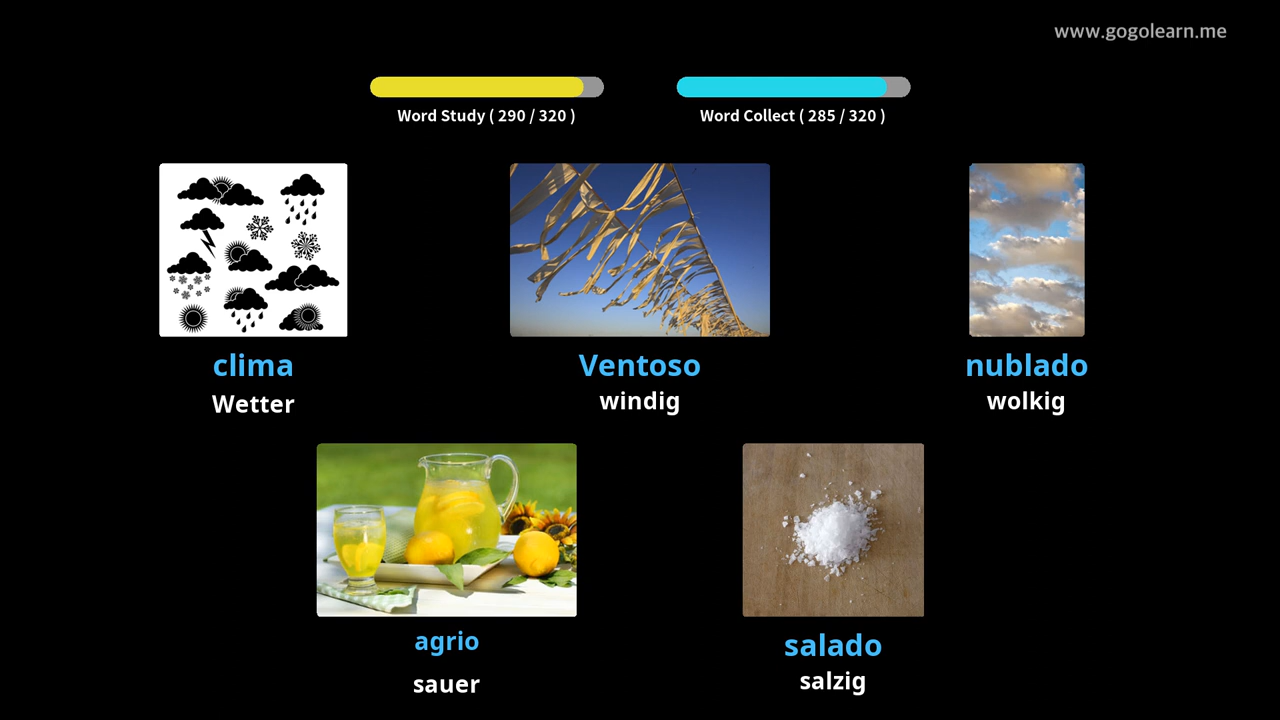 www.gogolearn.me
Word Study ( 290 / 320 )
Word Collect ( 285 / 320 )
clima
Wetter
Ventoso
windig
nublado
wolkig
agrio
sauer
salado
salzig